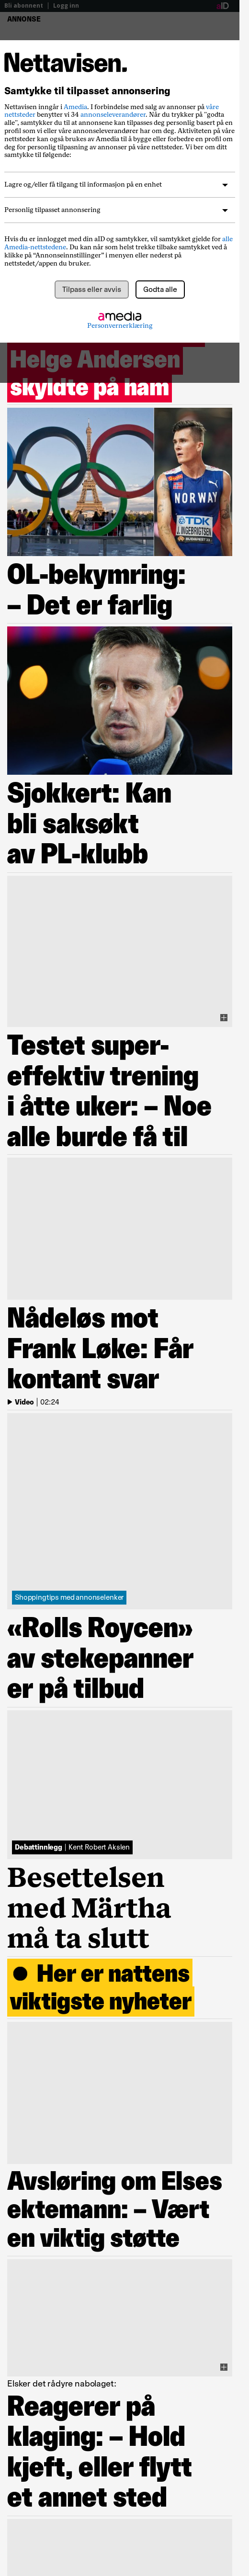 Bli abonnent | Logg inn
aID
ANNONSE
Nettavisen.
Samtykke til tilpasset annonsering
Nettavisen inngår i Amedia. I forbindelse med salg av annonser på våre
nettsteder benytter vi 34 annonseleverandører. Når du trykker på "godta
alle", samtykker du til at annonsene kan tilpasses deg personlig basert på en
profil som vi eller våre annonseleverandører har om deg. Aktiviteten på våre
nettsteder kan også brukes av Amedia til å bygge eller forbedre en profil om
deg for personlig tilpasning av annonser på våre nettsteder. Vi ber om ditt
samtykke til følgende:
Lagre og/eller få tilgang til informasjon på en enhet
Personlig tilpasset annonsering
Hvis du er innlogget med din aID og samtykker, vil samtykket gjelde for alle
Amedia-nettstedene. Du kan når som helst trekke tilbake samtykket ved å
klikke på “Annonseinnstillinger” i menyen eller nederst på
nettstedet/appen du bruker.
Tilpass eller avvis
Godta alle
amedia
Personvernerklæring
Helge Andersen
skyldte på ham
NORWAY
TDK
J. INGEBRIGTSEN
OL-bekymring:
– Det er farlig
Sjokkert: Kan
bli saksøkt
av PL-klubb
Testet super-
effektiv trening
i åtte uker: – Noe
alle burde få til
Nådeløs mot
Frank Løke: Får
kontant svar
Video | 02:24
Shoppingtips med annonselenker
«Rolls Roycen»
av stekepanner
er på tilbud
Debattinnlegg | Kent Robert Akslen
Besettelsen
med Märtha
må ta slutt
Her er nattens
viktigste nyheter
Avsløring om Elses
ektemann: – Vært
en viktig støtte
Elsker det rådyre nabolaget:
Reagerer på
klaging: – Hold
kjeft, eller flytt
et annet sted